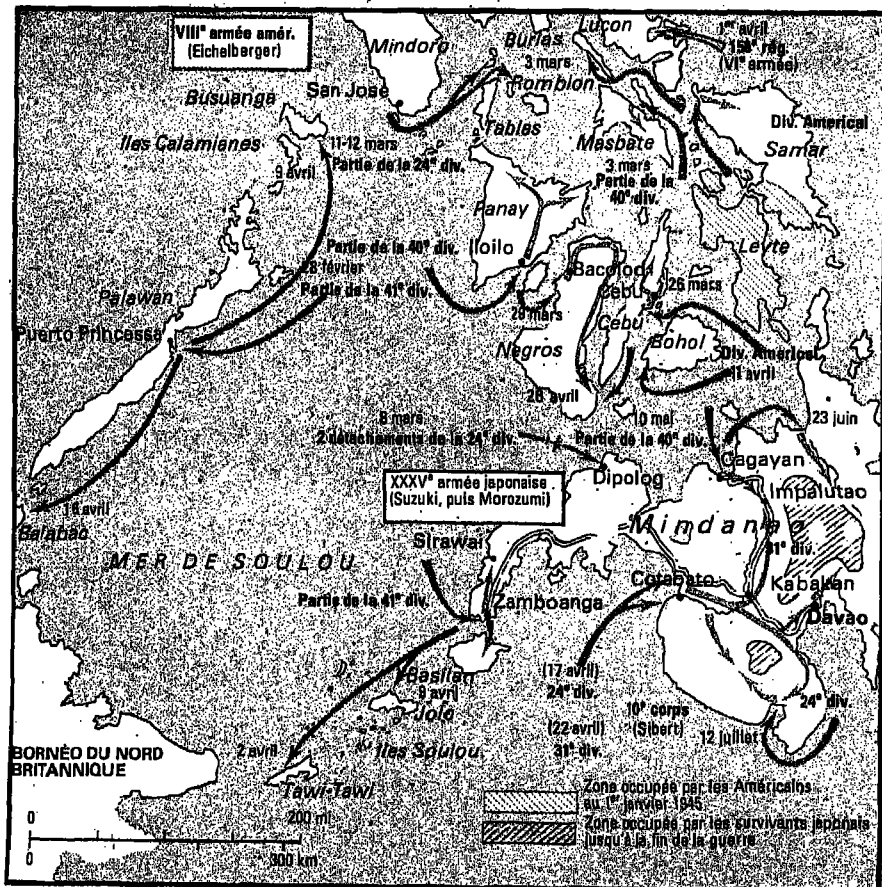 VIIIᵉ armée amér.
(Eichelberger)
Mindoro
Burias
3 mars
Romblon
Luçon
1ᵉʳ avril
158ᵉ rég.
(VIᵉ armée)
Busuanga
San José
Iles Calamianes
Tablas
Masbate
Div. Americal
Samar
11-12 mars
Partie de la 24ᵉ div.
9 avril
3 mars
Partie de la
40ᵉ div.
Panay
Leyte
Partie de la 40ᵉ div.
Iloilo
28 février
Partie de la 41ᵉ div.
Bacolod
Cebu
26 mars
Palawan
Puerto Princessa
29 mars
Cebu
Negros
Bohol
Div. Americal
11 avril
26 avril
8 mars
2 détachements de la 24ᵉ div.
10 mai
Partie de la 40ᵉ div.
23 juin
Cagayan
Dipolog
Impalutao
XXXVᵉ armée japonaise
(Suzuki, puis Morozumi)
16 avril
Balabac
Mindanao
31ᵉ div.
MER DE SOULOU
Sirawai
Cotabato
Kabakan
Partie de la 41ᵉ div.
Zamboanga
Davao
Basilan
9 avril
Jolo
(17 avril)
24ᵉ div.
10ᵉ corps
(Sibert)
24ᵉ div.
(22 avril)
31ᵉ div.
12 juillet
2 avril
Iles Soulou
BORNÉO DU NORD
BRITANNIQUE
Tawi-Tawi
Zone occupée par les Américains
au 1ᵉʳ janvier 1945
Zone occupée par les survivants japonais
jusqu'à la fin de la guerre
0 200 mi
0 300 km